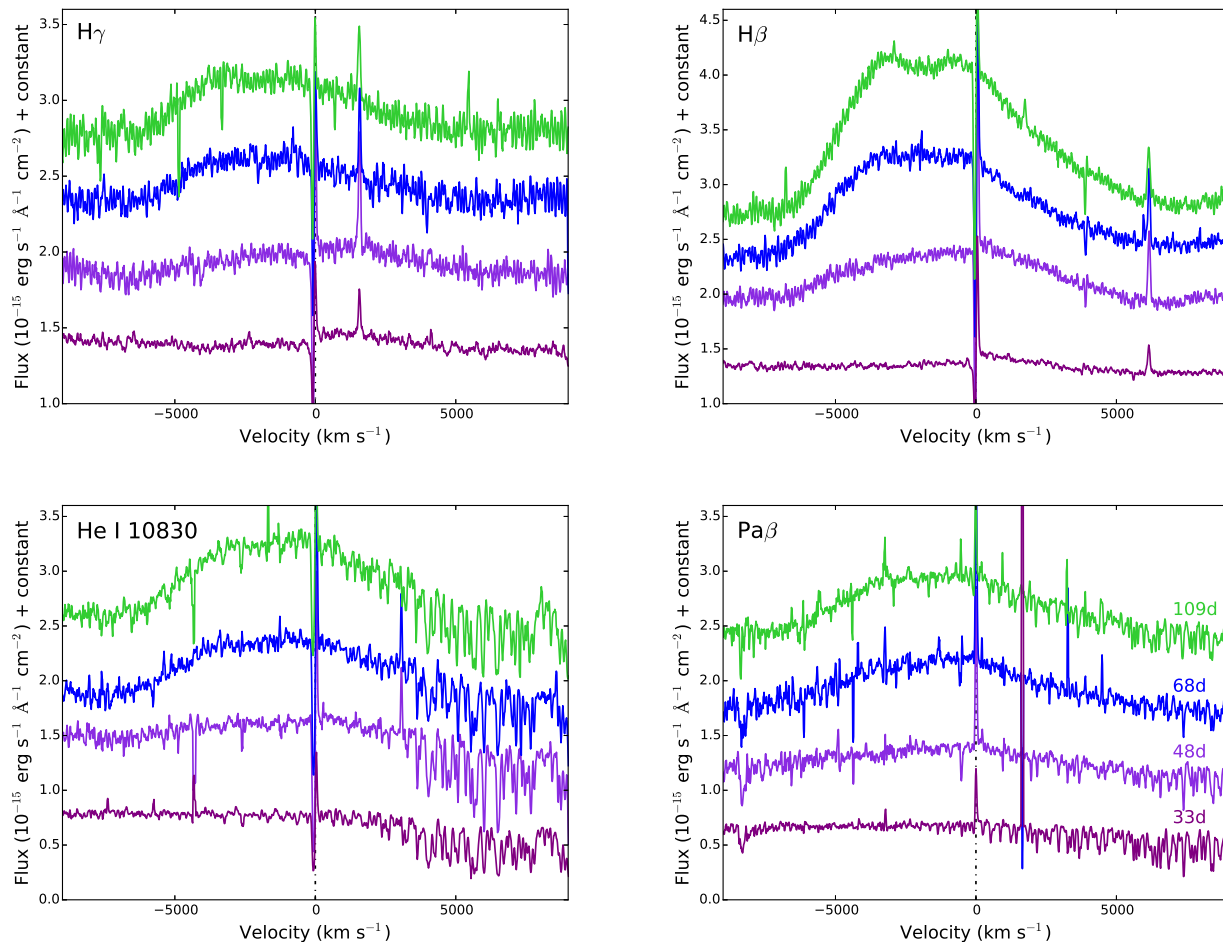 Hγ
3.5
3.0
2.5
2.0
1.5
1.0
Flux (10⁻¹⁵ erg s⁻¹ Å⁻¹ cm⁻²) + constant
−5000 0 5000
Velocity (km s⁻¹)
Hβ
4.5
4.0
3.5
3.0
2.5
2.0
1.5
1.0
Flux (10⁻¹⁵ erg s⁻¹ Å⁻¹ cm⁻²) + constant
−5000 0 5000
Velocity (km s⁻¹)
He I 10830
3.5
3.0
2.5
2.0
1.5
1.0
0.5
0.0
Flux (10⁻¹⁵ erg s⁻¹ Å⁻¹ cm⁻²) + constant
−5000 0 5000
Velocity (km s⁻¹)
Paβ
3.5
3.0
2.5
2.0
1.5
1.0
0.5
0.0
Flux (10⁻¹⁵ erg s⁻¹ Å⁻¹ cm⁻²) + constant
109d
68d
48d
33d
−5000 0 5000
Velocity (km s⁻¹)